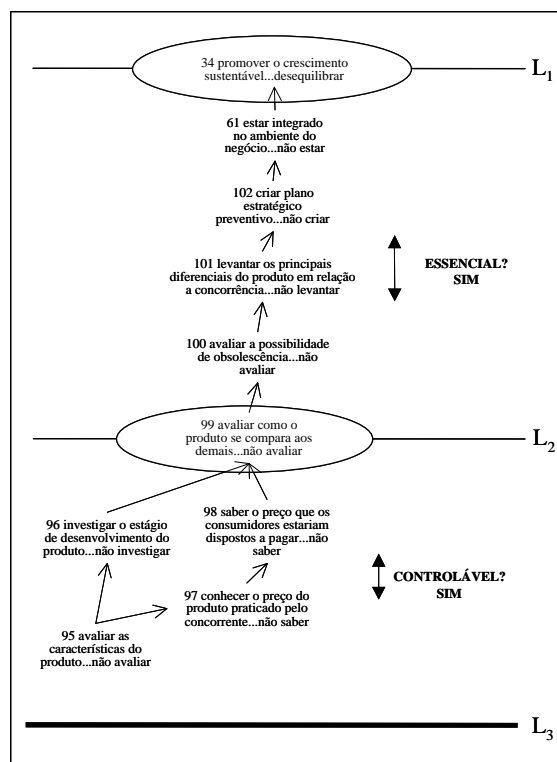 34 promover o crescimento
sustentável...desequilibrar
L1
61 estar integrado
no ambiente do
negócio...não estar
102 criar plano
estratégico
preventivo...não criar
101 levantar os principais
diferenciais do produto em relação
a concorrência...não levantar
ESSENCIAL?
SIM
100 avaliar a possibilidade
de obsolescência...não
avaliar
99 avaliar como o
produto se compara aos
demais...não avaliar
L2
96 investigar o estágio
de desenvolvimento do
produto...não investigar
98 saber o preço que os
consumidores estariam
dispostos a pagar...não
saber
CONTROLÁVEL?
SIM
97 conhecer o preço do
produto praticado pelo
concorrente...não saber
95 avaliar as
características do
produto...não avaliar
L3